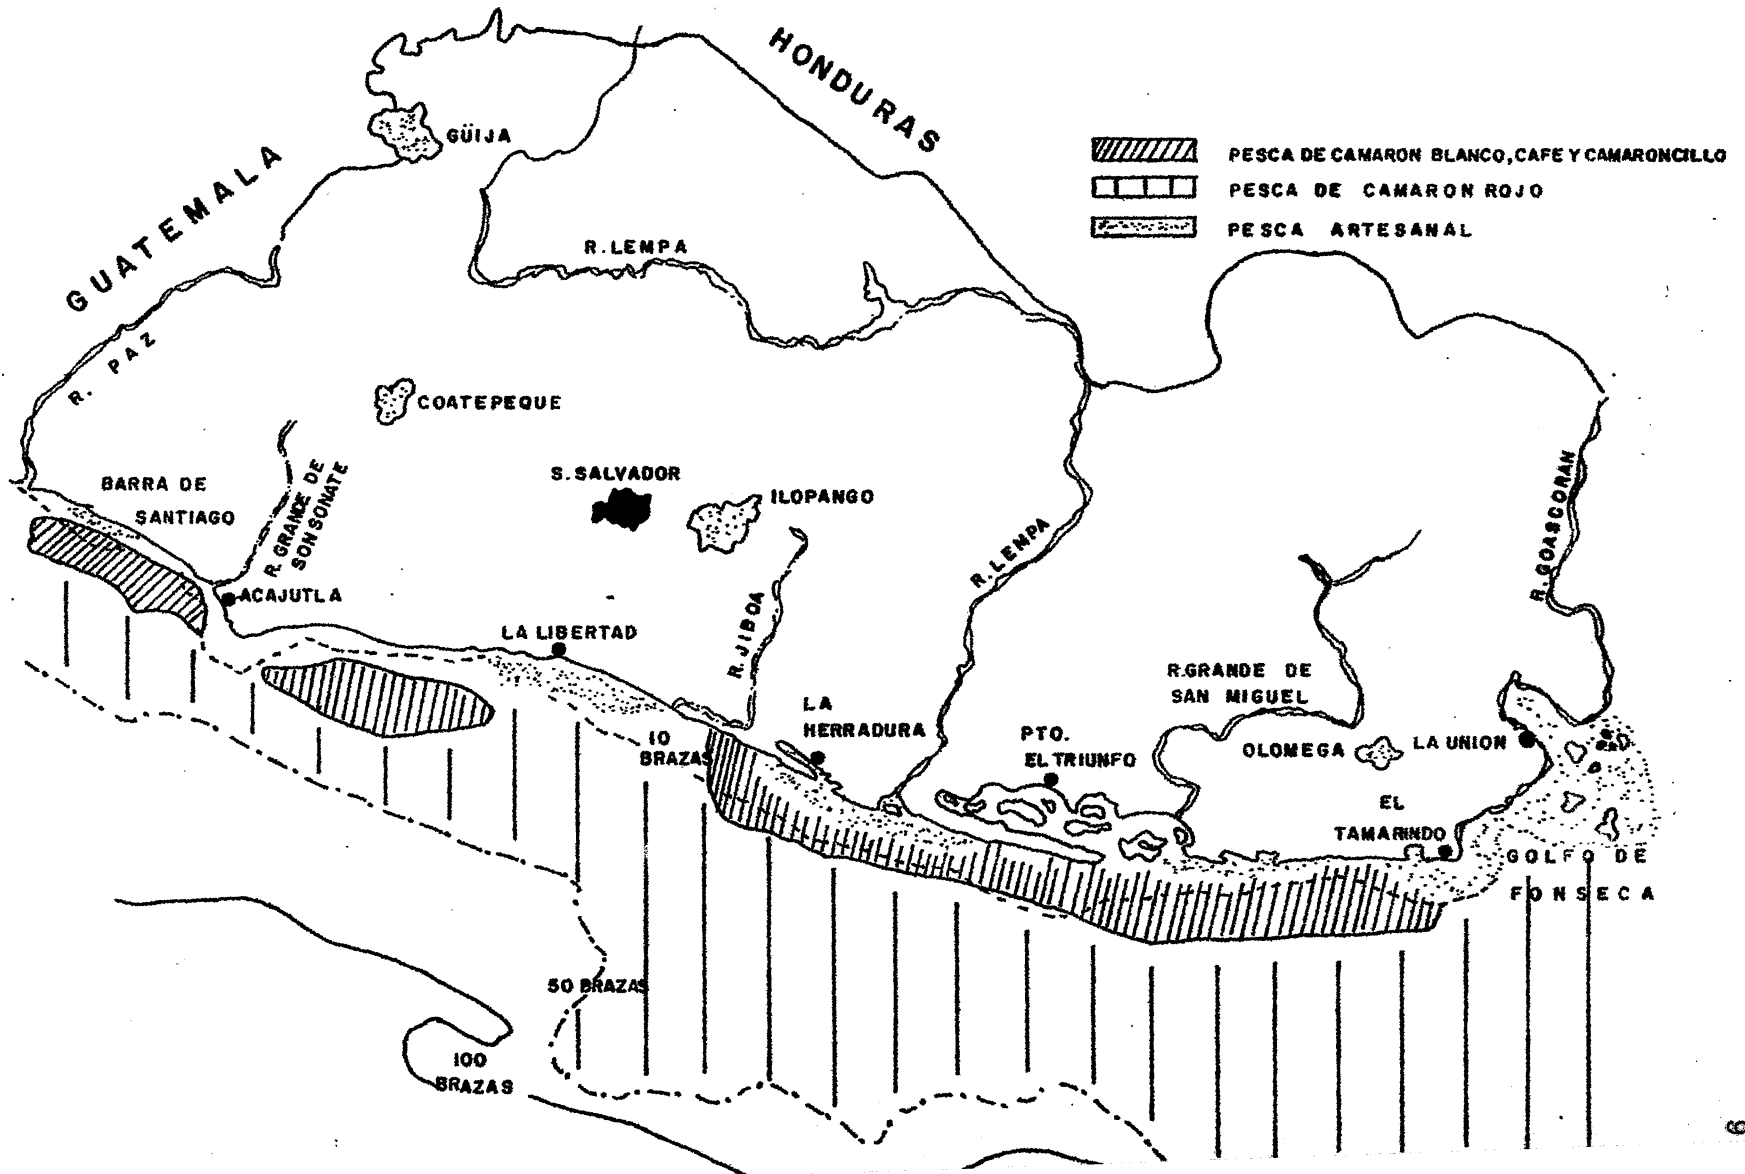 HONDURAS
GUATEMALA
GÜIJA
PESCA DE CAMARON BLANCO, CAFE Y CAMARONCILLO
PESCA DE CAMARON ROJO
PESCA ARTESANAL
R. LEMPA
R. PAZ
COATEPEQUE
S. SALVADOR
ILOPANGO
BARRA DE
SANTIAGO
R. GRANDE DE
SONSONATE
ACAJUTLA
LA LIBERTAD
R. JIBOA
R. LEMPA
R. GOASCORAN
LA
HERRADURA
R. GRANDE DE
SAN MIGUEL
PTO.
EL TRIUNFO
OLOMEGA
LA UNION
EL
TAMARINDO
GOLFO DE
FONSECA
10
BRAZAS
50 BRAZAS
100
BRAZAS